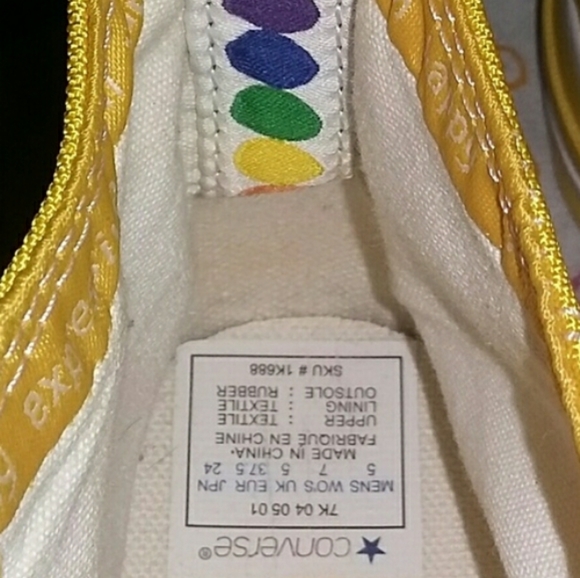 CONVERSE®
7K 04 05 01
MENS WO'S UK EUR JPN
5 7 5 37.5 24
MADE IN CHINA.
FABRIQUÉ EN CHINE
UPPER : TEXTILE
LINING : TEXTILE
OUTSOLE : RUBBER
SKU # 1K688